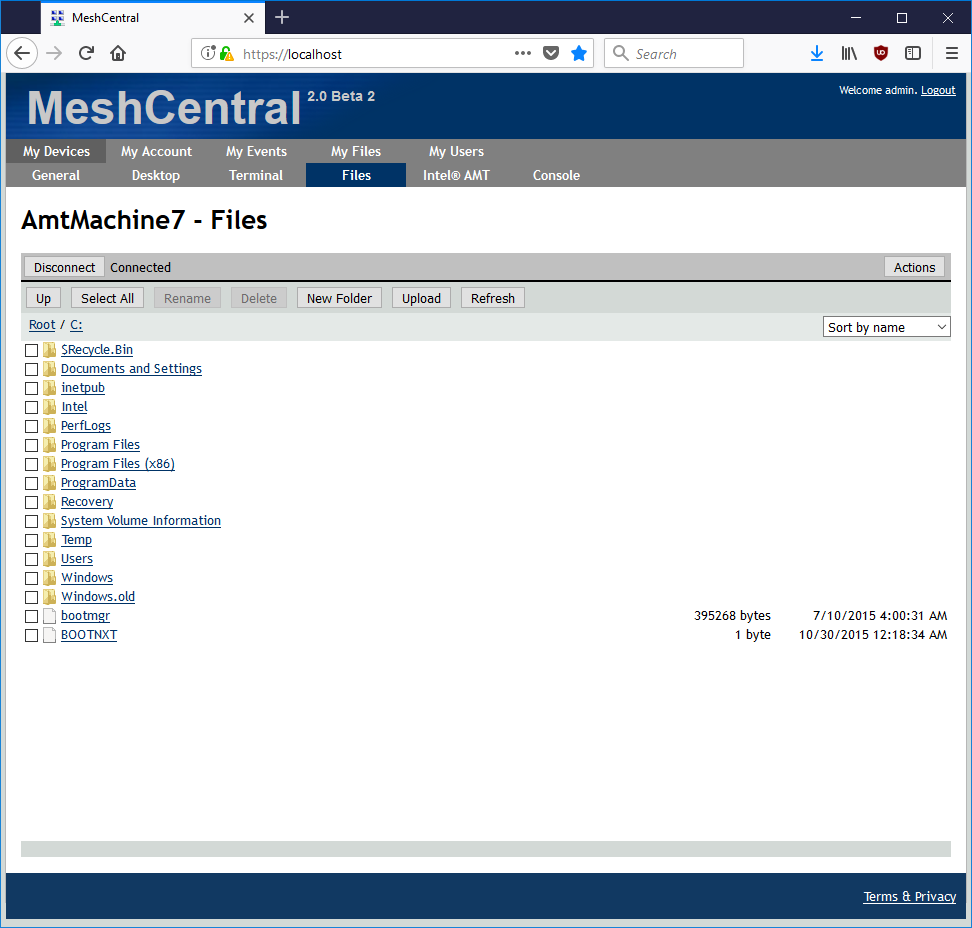 MeshCentral
https://localhost
Search
MeshCentral 2.0 Beta 2
Welcome admin. Logout
My Devices My Account My Events My Files My Users
General Desktop Terminal Files Intel® AMT Console
AmtMachine7 - Files
Disconnect Connected Actions
Up Select All Rename Delete New Folder Upload Refresh
Root / C: Sort by name
$Recycle.Bin
Documents and Settings
inetpub
Intel
PerfLogs
Program Files
Program Files (x86)
ProgramData
Recovery
System Volume Information
Temp
Users
Windows
Windows.old
bootmgr 395268 bytes 7/10/2015 4:00:31 AM
BOOTNXT 1 byte 10/30/2015 12:18:34 AM
Terms & Privacy